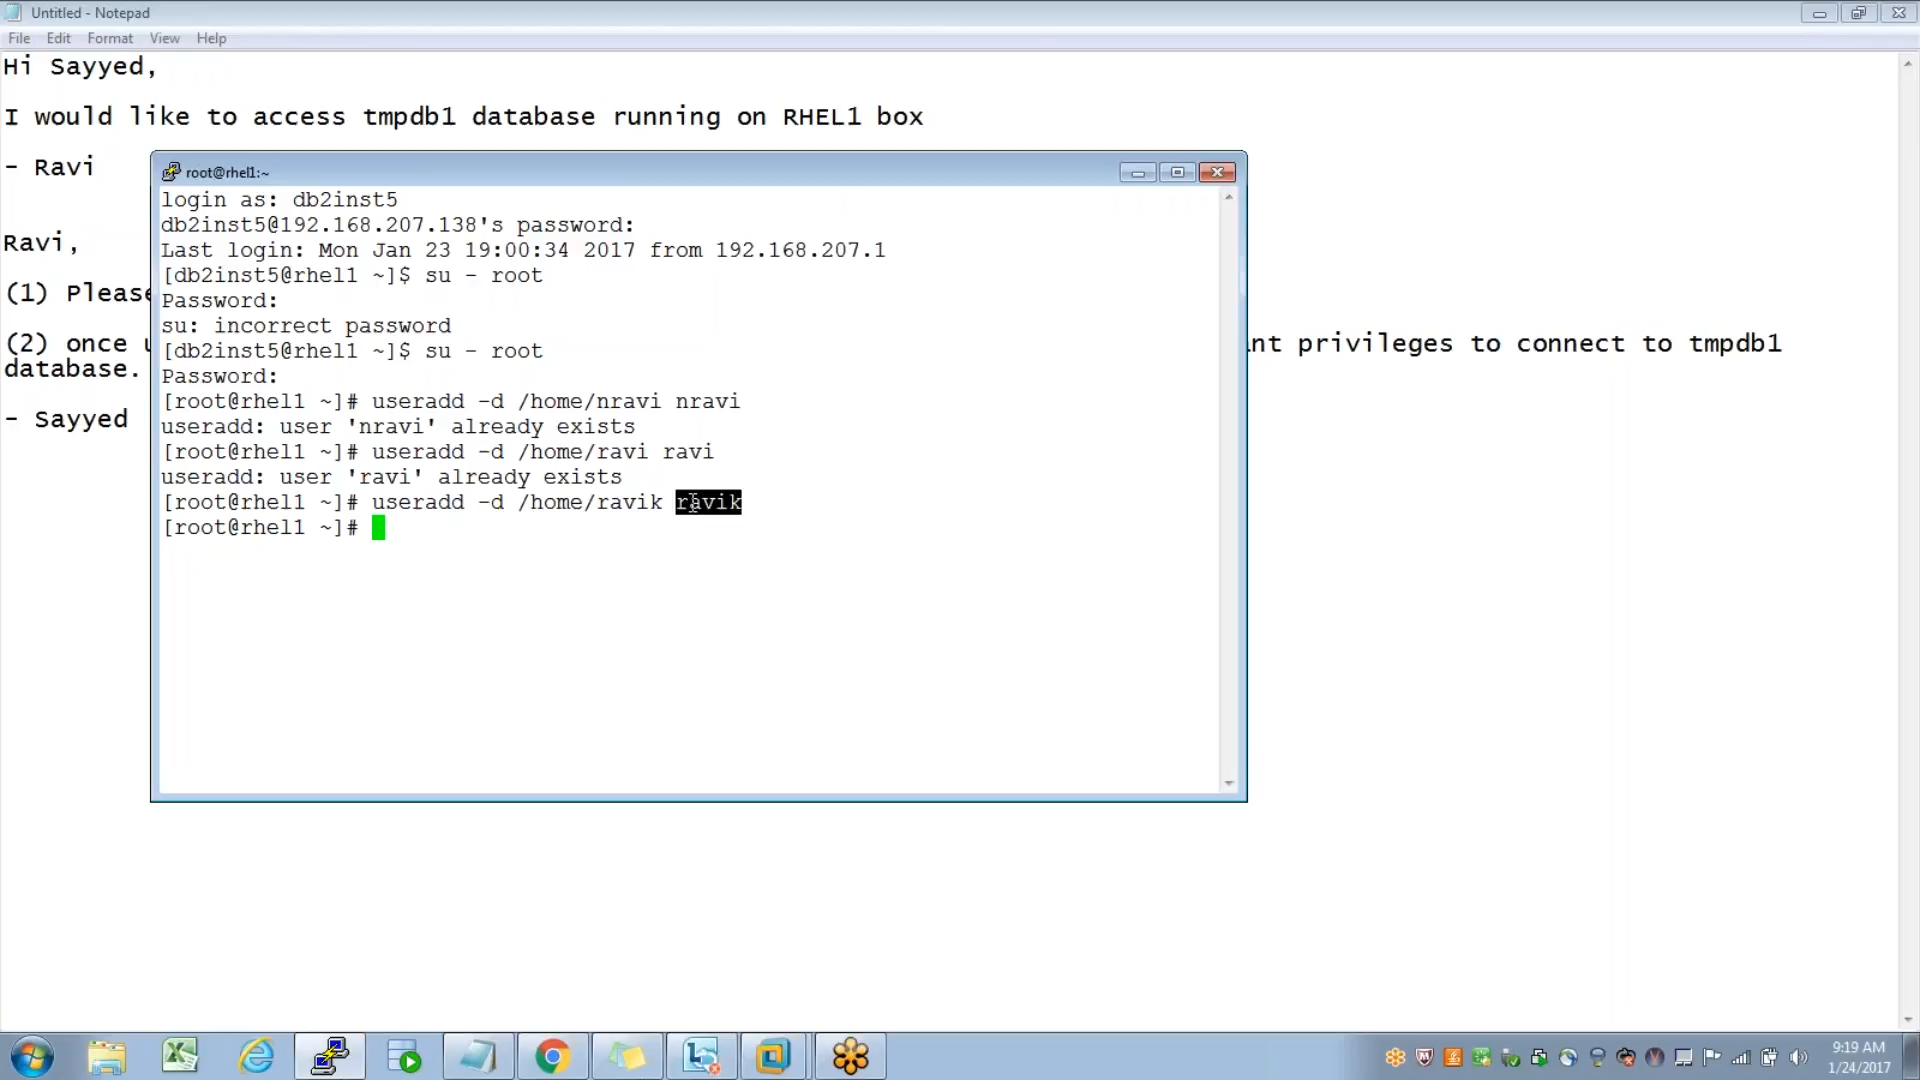 Untitled - Notepad
File Edit Format View Help
Hi Sayyed,
I would like to access tmpdb1 database running on RHEL1 box
- Ravi
Ravi,
(1) Please
(2) once
nt privileges to connect to tmpdb1
database.
- Sayyed
root@rhel1:~
login as: db2inst5
db2inst5@192.168.207.138's password:
Last login: Mon Jan 23 19:00:34 2017 from 192.168.207.1
[db2inst5@rhel1 ~]$ su - root
Password:
su: incorrect password
[db2inst5@rhel1 ~]$ su - root
Password:
[root@rhel1 ~]# useradd -d /home/nravi nravi
useradd: user 'nravi' already exists
[root@rhel1 ~]# useradd -d /home/ravi ravi
useradd: user 'ravi' already exists
[root@rhel1 ~]# useradd -d /home/ravik ravik
[root@rhel1 ~]#
9:19 AM
1/24/2017